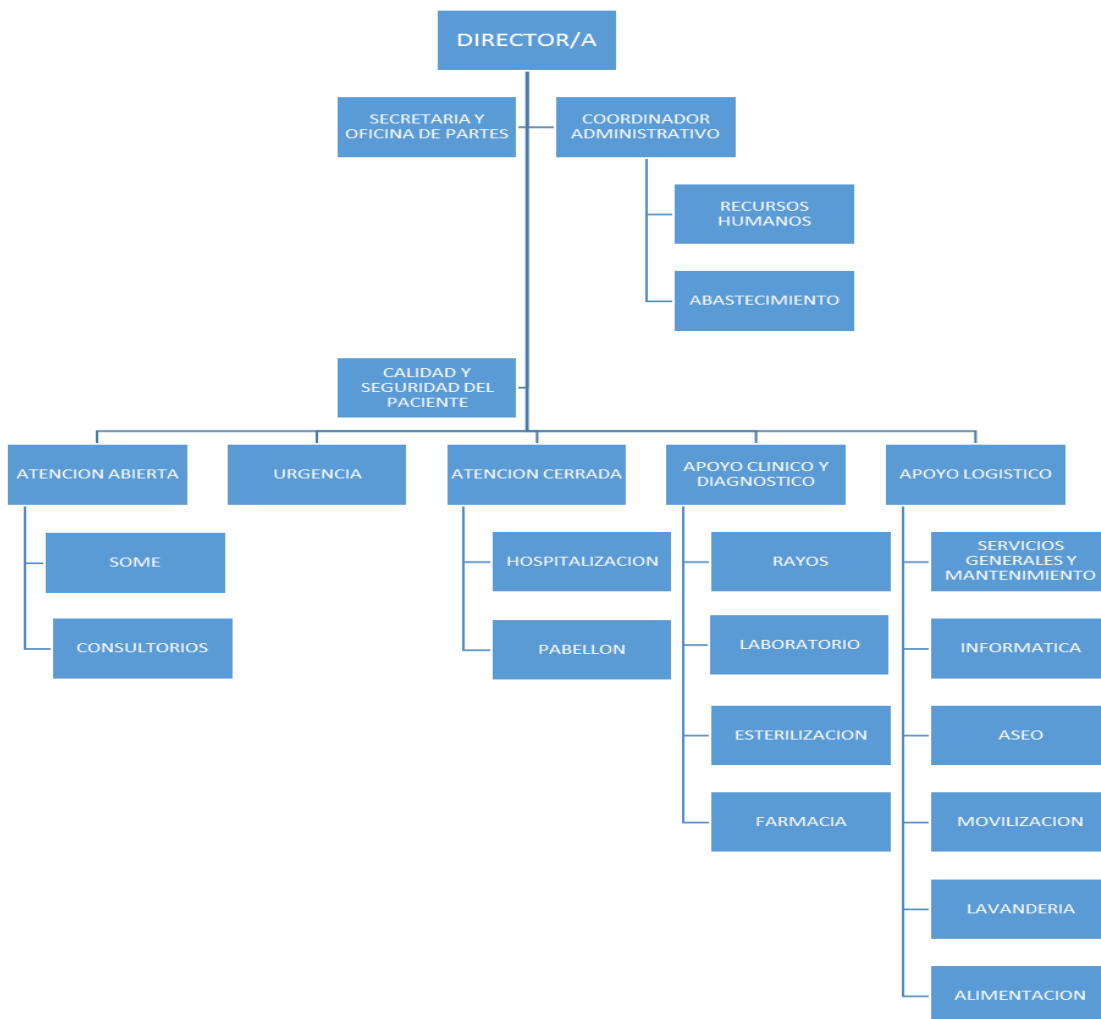 DIRECTOR/A
SECRETARIA Y
OFICINA DE PARTES
COORDINADOR
ADMINISTRATIVO
RECURSOS
HUMANOS
ABASTECIMIENTO
CALIDAD Y
SEGURIDAD DEL
PACIENTE
ATENCION ABIERTA
URGENCIA
ATENCION CERRADA
APOYO CLINICO Y
DIAGNOSTICO
APOYO LOGISTICO
SOME
CONSULTORIOS
HOSPITALIZACION
PABELLON
RAYOS
LABORATORIO
ESTERILIZACION
FARMACIA
SERVICIOS
GENERALES Y
MANTENIMIENTO
INFORMATICA
ASEO
MOVILIZACION
LAVANDERIA
ALIMENTACION